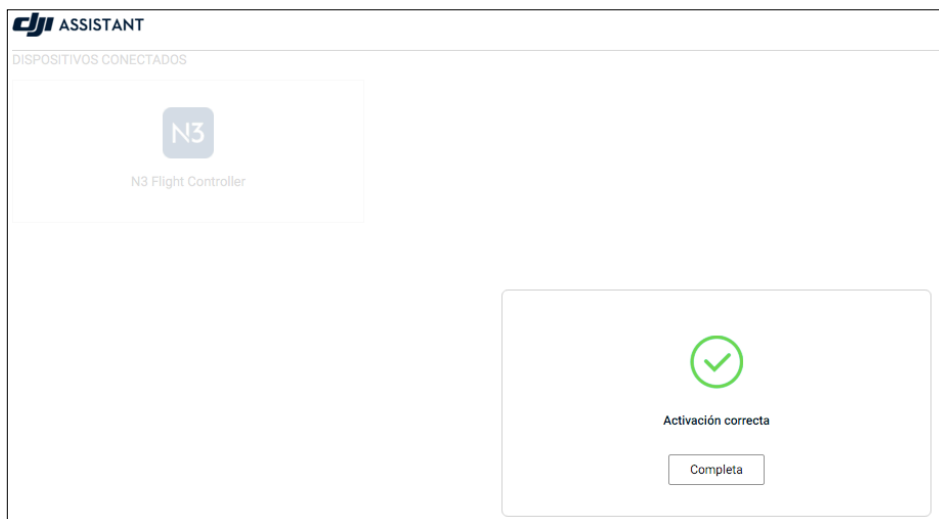 dji ASSISTANT
DISPOSITIVOS CONECTADOS
N3
N3 Flight Controller
Activación correcta
Completa